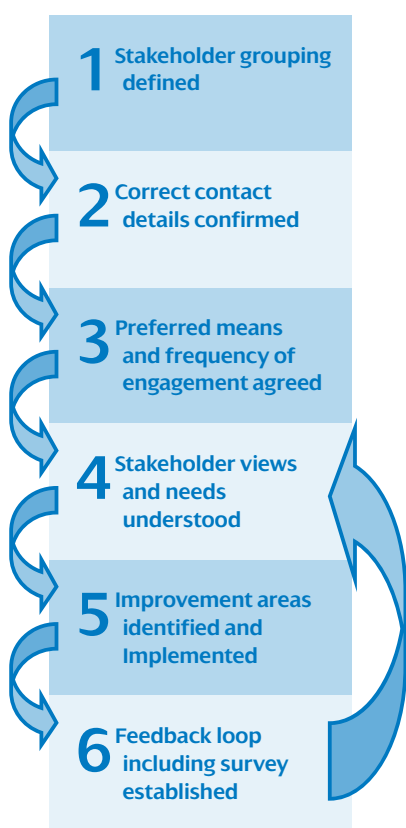 1 Stakeholder grouping
defined
2 Correct contact
details confirmed
3 Preferred means
and frequency of
engagement agreed
4 Stakeholder views
and needs
understood
5 Improvement areas
identified and
Implemented
6 Feedback loop
including survey
established